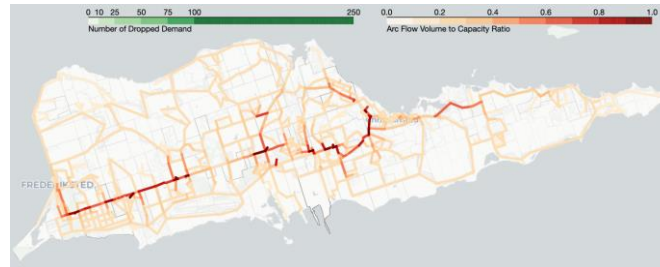 0 10 25 50 75 100 250
Number of Dropped Demand
0.0 0.2 0.4 0.6 0.8 1.0
Arc Flow Volume to Capacity Ratio